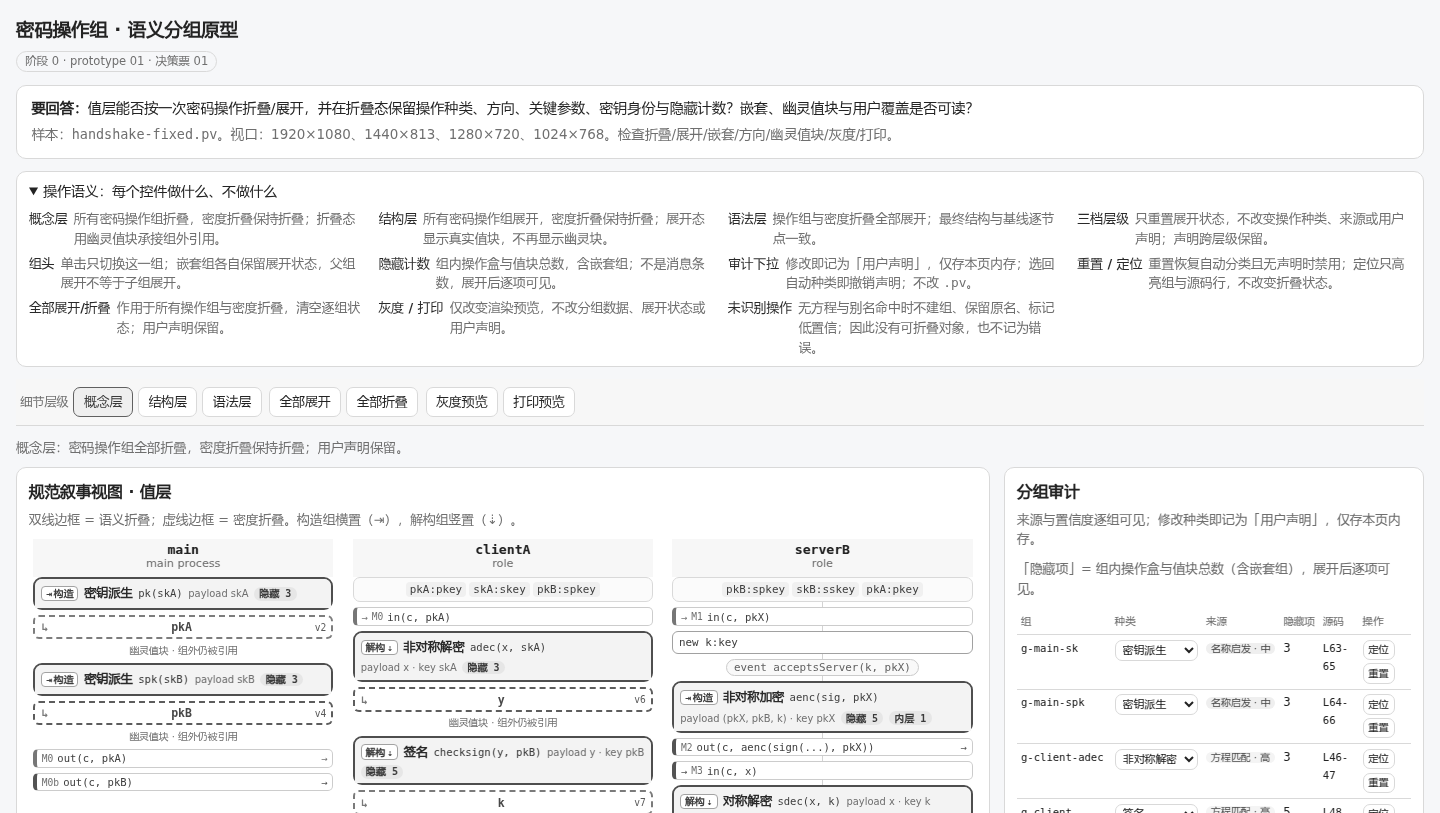 密码操作组 · 语义分组原型
阶段 0 · prototype 01 · 决策票 01
要回答：值层能否按一次密码操作折叠/展开，并在折叠态保留操作种类、方向、关键参数、密钥身份与隐藏计数？嵌套、幽灵值块与用户覆盖是否可读？
样本：handshake-fixed.pv。视口：1920×1080、1440×813、1280×720、1024×768。检查折叠/展开/嵌套/方向/幽灵值块/灰度/打印。
▼ 操作语义：每个控件做什么、不做什么
概念层 所有密码操作组折叠，密度折叠保持折叠；折叠态
用幽灵值块承接组外引用。
结构层 所有密码操作组展开，密度折叠保持折叠；展开态
显示真实值块，不再显示幽灵块。
语法层 操作组与密度折叠全部展开；最终结构与基线逐节
点一致。
三档层级 只重置展开状态，不改变操作种类、来源或用户
声明；声明跨层级保留。
组头 单击只切换这一组；嵌套组各自保留展开状态，父组
展开不等于子组展开。
隐藏计数 组内操作盒与值块总数，含嵌套组；不是消息条
数，展开后逐项可见。
审计下拉 修改即记为「用户声明」，仅存本页内存；选回
自动种类即撤销声明；不改 .pv。
重置 / 定位 重置恢复自动分类且无声明时禁用；定位只高
亮组与源码行，不改变折叠状态。
全部展开/折叠 作用于所有操作组与密度折叠，清空逐组状
态；用户声明保留。
灰度 / 打印 仅改变渲染预览，不改分组数据、展开状态或
用户声明。
未识别操作 无方程与别名命中时不建组、保留原名、标记
低置信；因此没有可折叠对象，也不记为错
误。
细节层级 概念层 结构层 语法层 全部展开 全部折叠 灰度预览 打印预览
概念层：密码操作组全部折叠，密度折叠保持折叠；用户声明保留。
规范叙事视图 · 值层
双线边框 = 语义折叠；虚线边框 = 密度折叠。构造组横置（⇥），解构组竖置（⇣）。
main
main process
⇥构造 密钥派生 pk(skA) payload skA 隐藏 3
↳ pkA v2
幽灵值块 · 组外仍被引用
⇥构造 密钥派生 spk(skB) payload skB 隐藏 3
↳ pkB v4
幽灵值块 · 组外仍被引用
M0 out(c, pkA) →
M0b out(c, pkB) →
clientA
role
pkA:pkey skA:skey pkB:spkey
→ M0 in(c, pkA)
解构⇣ 非对称解密 adec(x, skA)
payload x · key skA 隐藏 3
↳ y v6
幽灵值块 · 组外仍被引用
解构⇣ 签名 checksign(y, pkB) payload y · key pkB
隐藏 5
↳ k v7
serverB
role
pkB:spkey skB:sskey pkA:pkey
→ M1 in(c, pkX)
new k:key
event acceptsServer(k, pkX)
⇥构造 非对称加密 aenc(sig, pkX)
payload (pkX, pkB, k) · key pkX 隐藏 5 内层 1
M2 out(c, aenc(sign(...), pkX)) →
→ M3 in(c, x)
解构⇣ 对称解密 sdec(x, k) payload x · key k
分组审计
来源与置信度逐组可见；修改种类即记为「用户声明」，仅存本页内
存。
「隐藏项」= 组内操作盒与值块总数（含嵌套组），展开后逐项可
见。
组 种类 来源 隐藏项 源码 操作
g-main-sk 密钥派生 名称启发 · 中 3 L63-
65 定位
重置
g-main-spk 密钥派生 名称启发 · 中 3 L64-
66 定位
重置
g-client-adec 非对称解密 方程匹配 · 高 3 L46-
47 定位
重置
g-client- 签名 方程匹配 · 高 5 L48- 定位